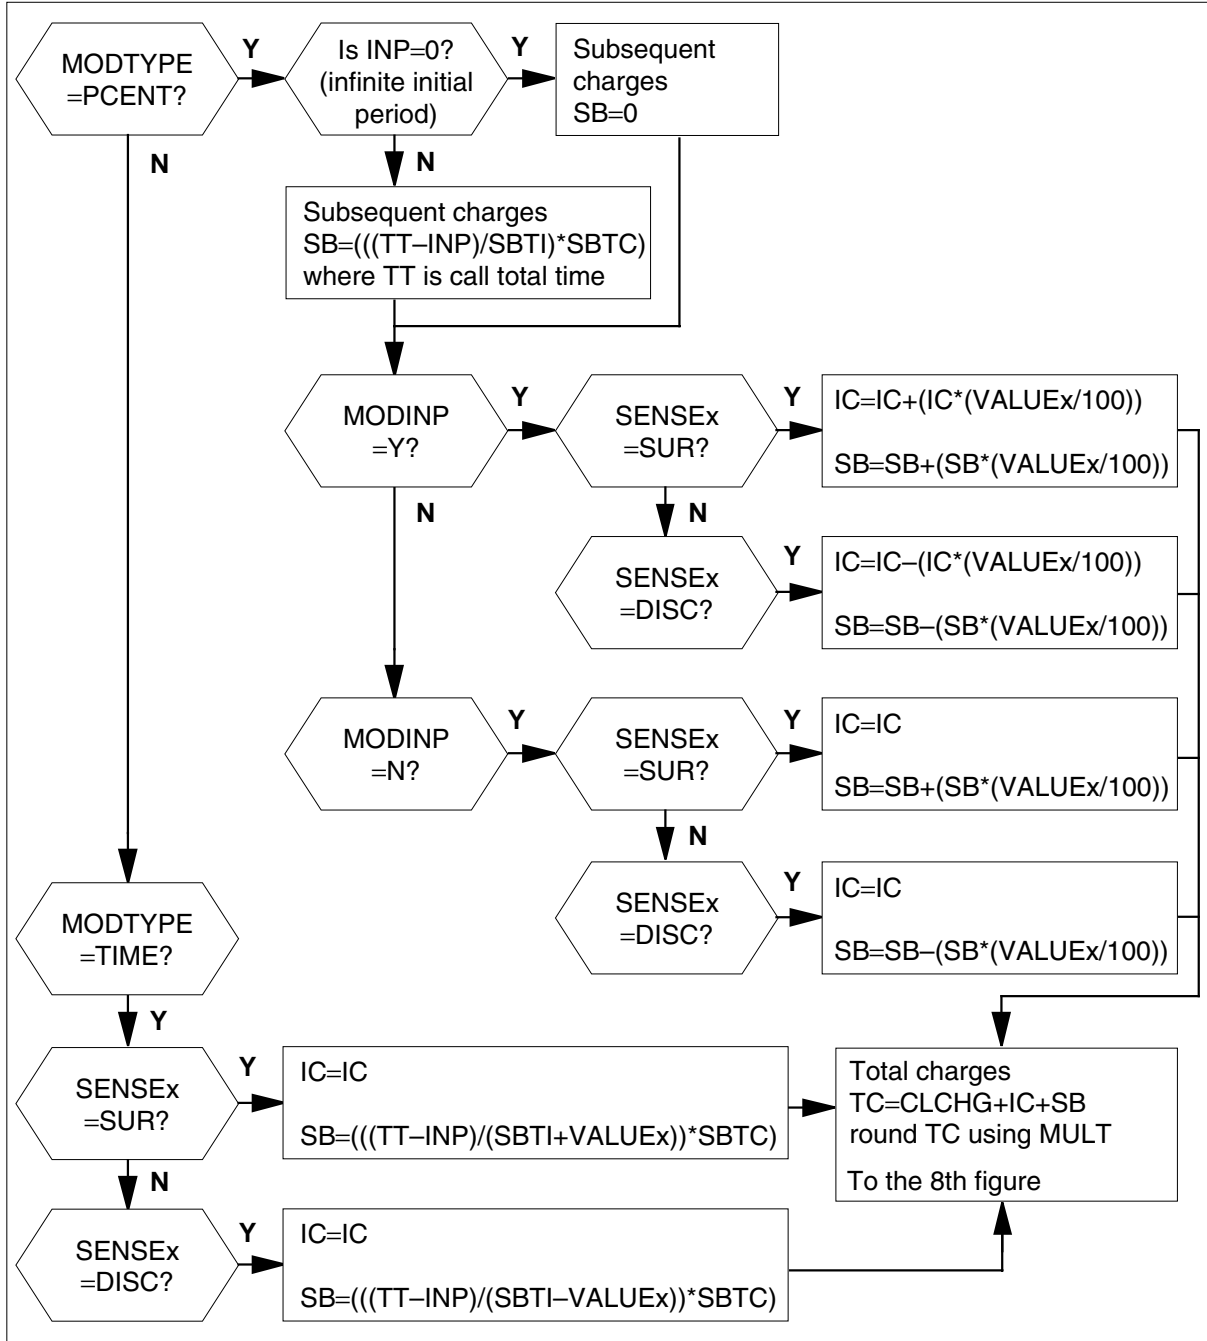 MODTYPE
=PCENT?
Y
Is INP=0?
(infinite initial
period)
Y
Subsequent
charges
SB=0
N
N
Subsequent charges
SB=(((TT–INP)/SBTI)*SBTC)
where TT is call total time
MODINP
=Y?
Y
SENSEx
=SUR?
Y
IC=IC+(IC*(VALUEx/100))
SB=SB+(SB*(VALUEx/100))
N
N
SENSEx
=DISC?
Y
IC=IC–(IC*(VALUEx/100))
SB=SB–(SB*(VALUEx/100))
MODINP
=N?
Y
SENSEx
=SUR?
Y
IC=IC
SB=SB+(SB*(VALUEx/100))
N
SENSEx
=DISC?
Y
IC=IC
SB=SB–(SB*(VALUEx/100))
MODTYPE
=TIME?
Y
SENSEx
=SUR?
Y
IC=IC
SB=(((TT–INP)/(SBTI+VALUEx))*SBTC)
Total charges
TC=CLCHG+IC+SB
round TC using MULT
To the 8th figure
N
SENSEx
=DISC?
Y
IC=IC
SB=(((TT–INP)/(SBTI–VALUEx))*SBTC)